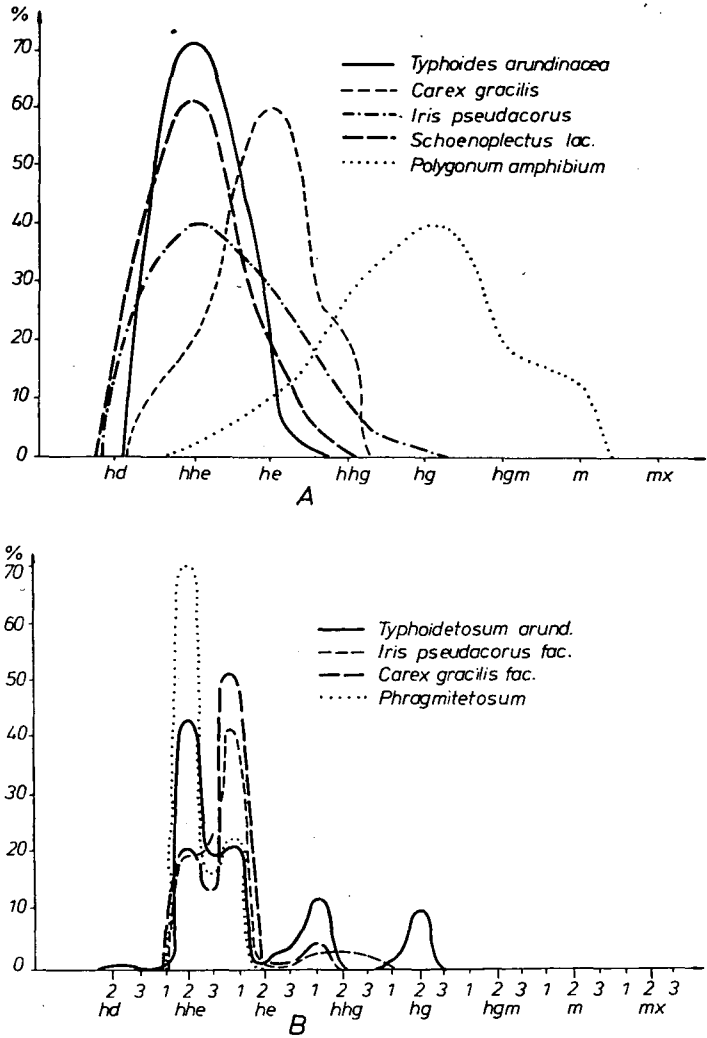 %
70
60
50
40
30
20
10
0
Typhoides arundinacea
Carex gracilis
Iris pseudacorus
Schoenoplectus lac.
Polygonum amphibium
hd hhe he hhg hg hgm m mx
A
%
70
60
50
40
30
20
10
0
Typhoidetosum arund.
Iris pseudacorus fac.
Carex gracilis fac.
Phragmitetosum
2 3 1 2 3 1 2 3 1 2 3 1 2 3 1 2 3 1 2 3 1 2 3
hd hhe he hhg hg hgm m mx
B